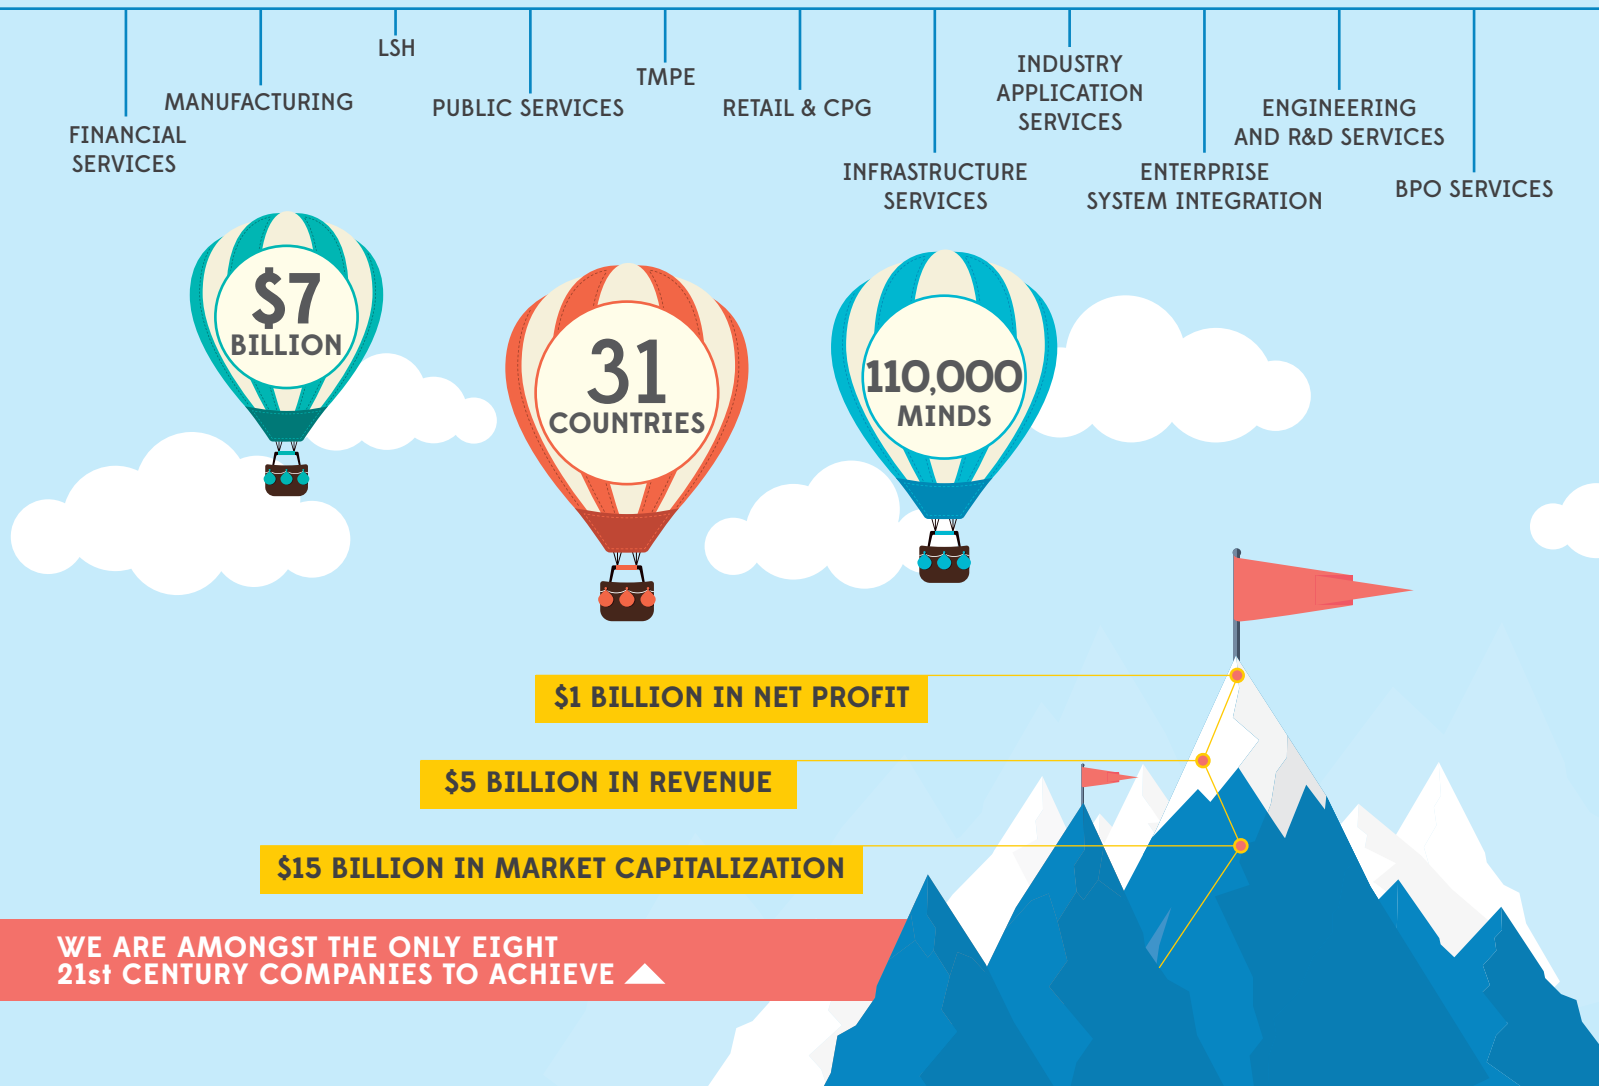 FINANCIAL
SERVICES
MANUFACTURING
LSH
PUBLIC SERVICES
TMPE
RETAIL & CPG
INFRASTRUCTURE
SERVICES
INDUSTRY
APPLICATION
SERVICES
ENTERPRISE
SYSTEM INTEGRATION
ENGINEERING
AND R&D SERVICES
BPO SERVICES
$7
BILLION
31
COUNTRIES
110,000
MINDS
$1 BILLION IN NET PROFIT
$5 BILLION IN REVENUE
$15 BILLION IN MARKET CAPITALIZATION
WE ARE AMONGST THE ONLY EIGHT
21st CENTURY COMPANIES TO ACHIEVE